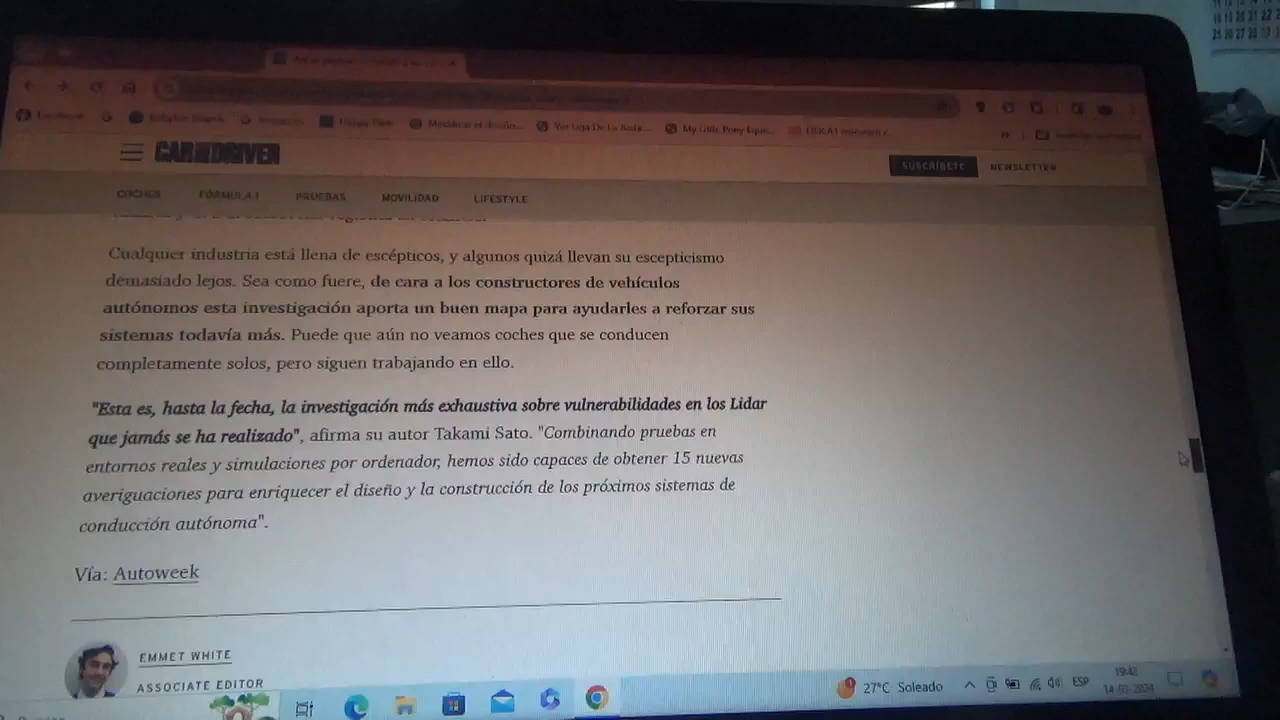 CAR AND DRIVER
SUSCRÍBETE
NEWSLETTER
COCHES
FÓRMULA 1
PRUEBAS
MOVILIDAD
LIFESTYLE
Cualquier industria está llena de escépticos, y algunos quizá llevan su escepticismo
demasiado lejos. Sea como fuere, de cara a los constructores de vehículos
autónomos esta investigación aporta un buen mapa para ayudarles a reforzar sus
sistemas todavía más. Puede que aún no veamos coches que se conducen
completamente solos, pero siguen trabajando en ello.
"Esta es, hasta la fecha, la investigación más exhaustiva sobre vulnerabilidades en los Lidar
que jamás se ha realizado", afirma su autor Takami Sato. "Combinando pruebas en
entornos reales y simulaciones por ordenador, hemos sido capaces de obtener 15 nuevas
averiguaciones para enriquecer el diseño y la construcción de los próximos sistemas de
conducción autónoma".
Vía: Autoweek
EMMET WHITE
ASSOCIATE EDITOR
27°C Soleado
ESP
19:42